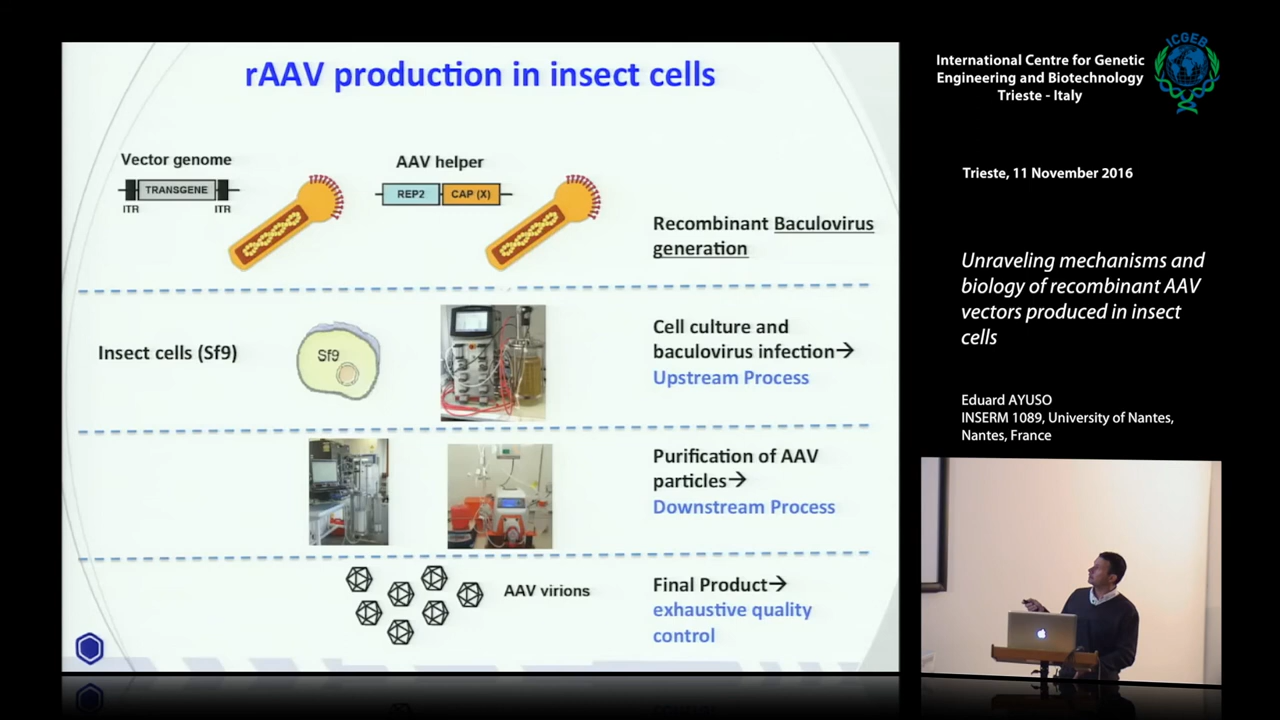 rAAV production in insect cells
Vector genome
TRANSGENE
ITR
ITR
AAV helper
REP2
CAP (X)
Recombinant Baculovirus
generation
Insect cells (Sf9)
Sf9
Cell culture and
baculovirus infection→
Upstream Process
Purification of AAV
particles→
Downstream Process
AAV virions
Final Product→
exhaustive quality
control
International Centre for Genetic
Engineering and Biotechnology
Trieste - Italy
ICGEB
Trieste, 11 November 2016
Unraveling mechanisms and
biology of recombinant AAV
vectors produced in insect
cells
Eduard AYUSO
INSERM 1089, University of Nantes,
Nantes, France